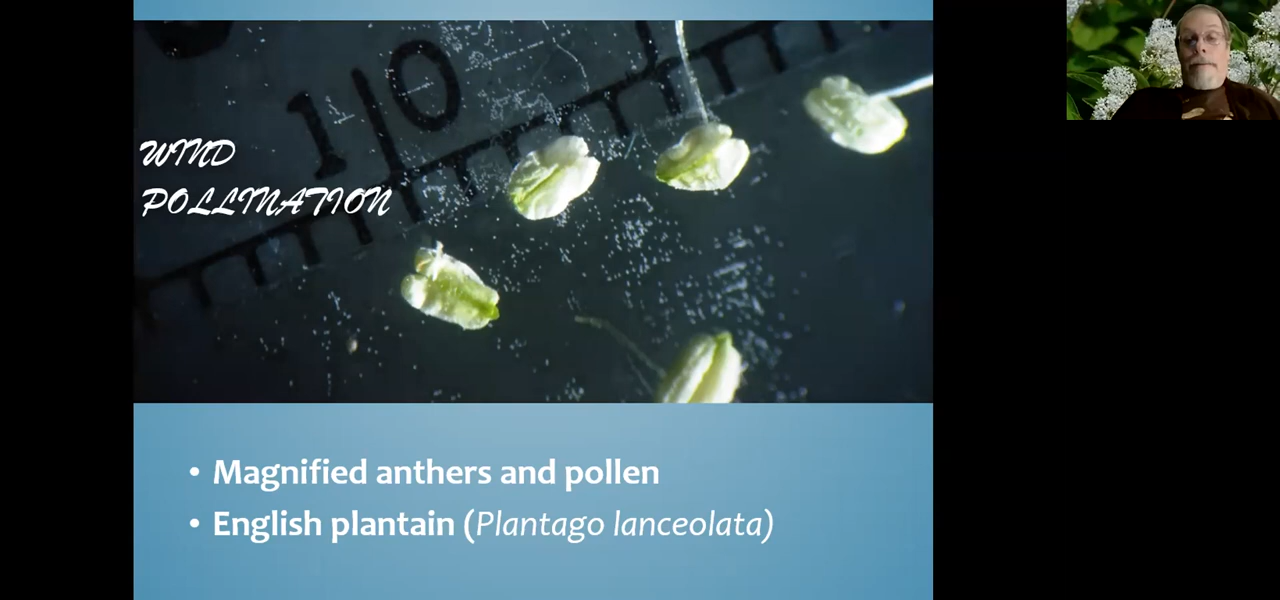 10
WIND
POLLINATION
• Magnified anthers and pollen
• English plantain (Plantago lanceolata)